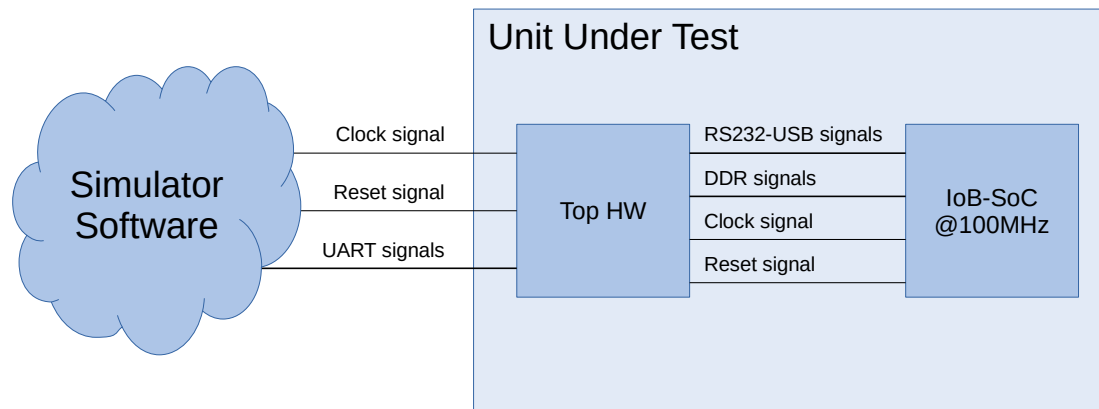 Unit Under Test
Simulator
Software
Clock signal
Reset signal
UART signals
Top HW
RS232-USB signals
DDR signals
Clock signal
Reset signal
IoB-SoC
@100MHz